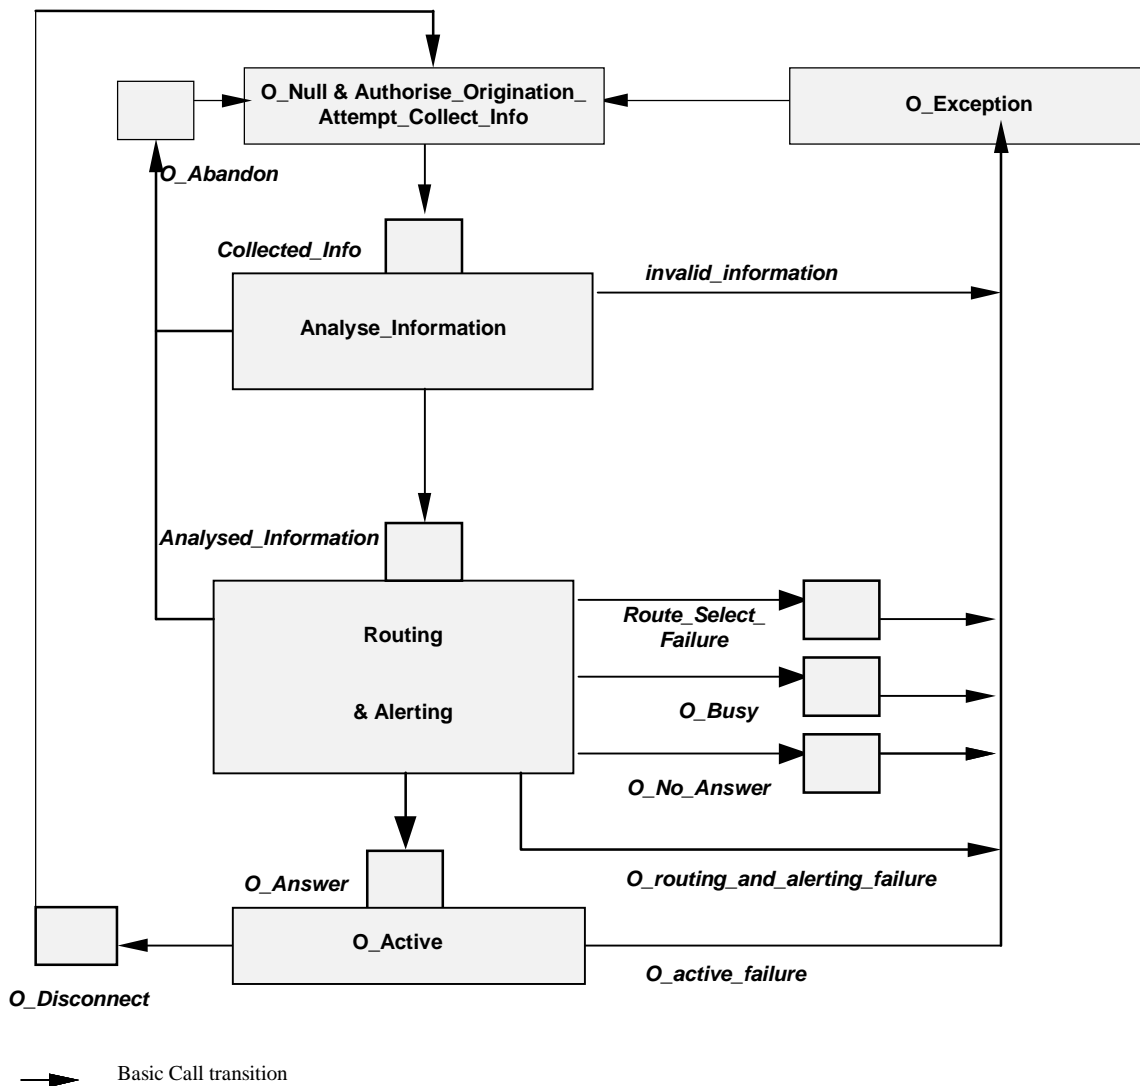 O_Null & Authorise_Origination_
Attempt_Collect_Info
O_Exception
O_Abandon
Collected_Info
invalid_information
Analyse_Information
Analysed_Information
Routing
& Alerting
Route_Select_
Failure
O_Busy
O_No_Answer
O_routing_and_alerting_failure
O_Answer
O_Active
O_active_failure
O_Disconnect
Basic Call transition